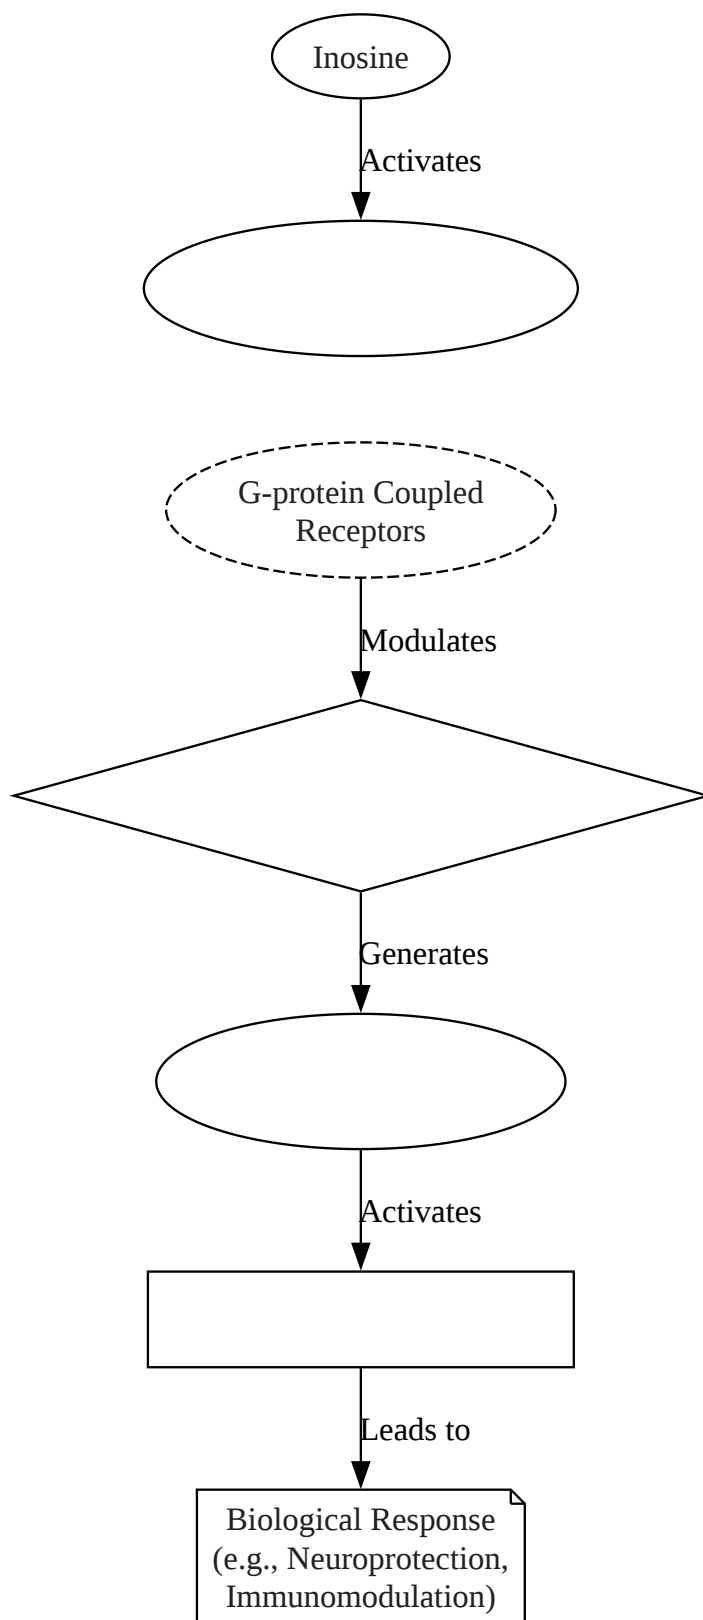 Inosine
Activates
G-protein Coupled
Receptors
Modulates
Generates
Activates
Leads to
Biological Response
(e.g., Neuroprotection,
Immunomodulation)